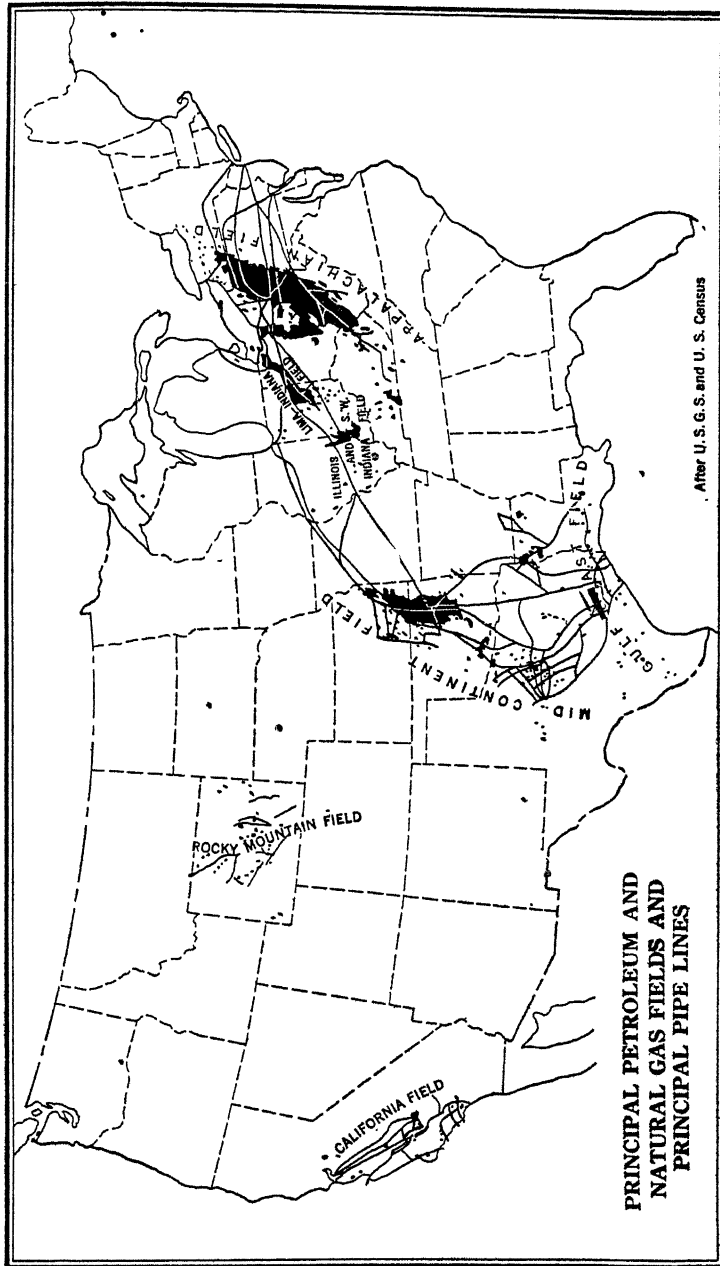 PRINCIPAL PETROLEUM AND
NATURAL GAS FIELDS AND
PRINCIPAL PIPE LINES
CALIFORNIA FIELD
ROCKY MOUNTAIN FIELD
MID CONTINENT FIELD
GULF
AST FIELD
ILLINOIS
AND S. W.
INDIANA FIELD
LIMA INDIANA
FIELD
APPALACHIAN
FIELD
After U.S.G.S. and U. S. Census